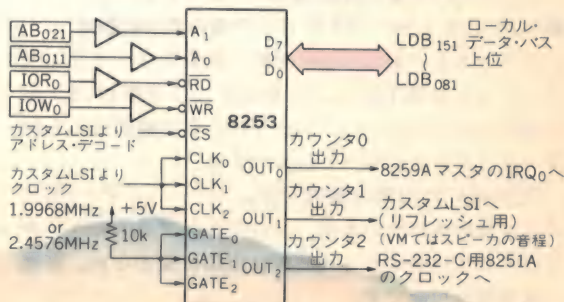 AB021
AB011
IOR0
IOW0
カスタムLSIより
アドレス・デコード
カスタムLSIより
クロック
1.9968MHz
or
2.4576MHz
+5V
10k
A1
A0
RD
WR
CS
CLK0
CLK1
CLK2
GATE0
GATE1
GATE2
8253
D7
〜
D0
OUT0
OUT1
OUT2
LDB151
〜
LDB081
ローカル・
データ・バス
上位
カウンタ0
出力
8259AマスタのIRQ0へ
カウンタ1
出力
カスタムLSIへ
(リフレッシュ用)
(VMではスピーカの音程)
カウンタ2
出力
RS-232-C用8251A
のクロックへ